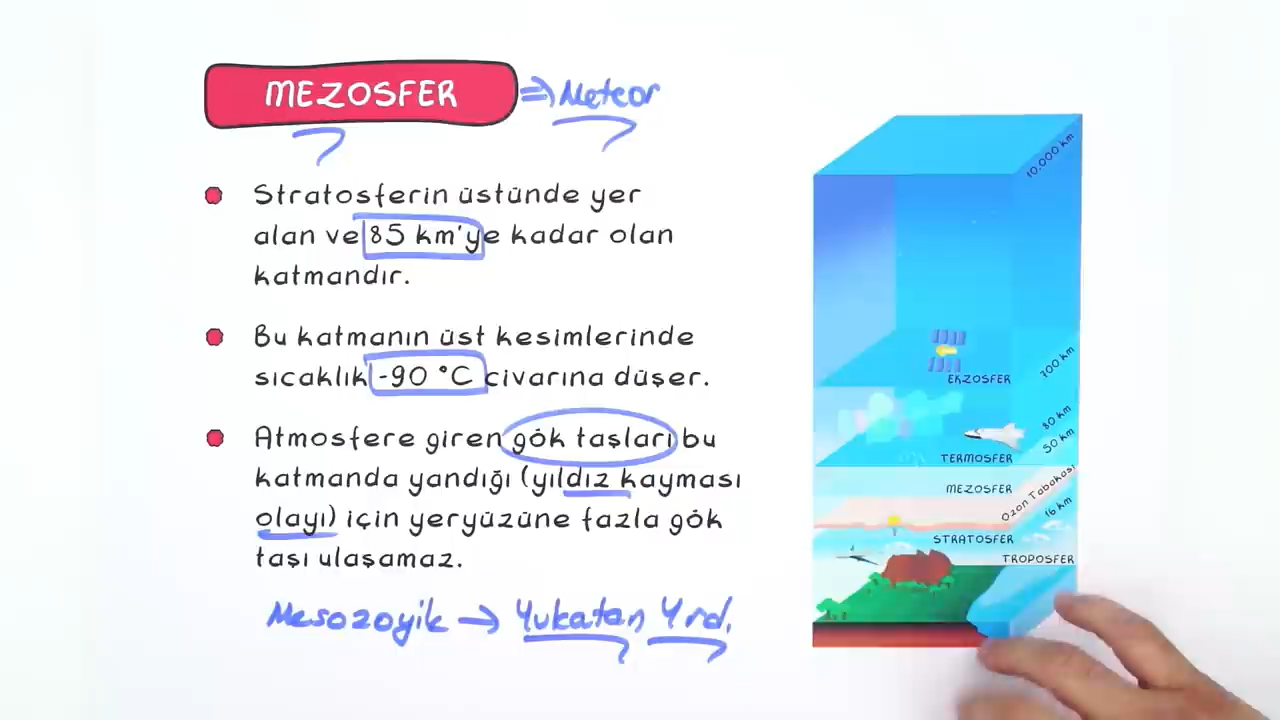 MEZOSFER ⇒ Meteor
Stratosferin üstünde yer
alan ve 85 km'ye kadar olan
katmandır.
Bu katmanın üst kesimlerinde
sıcaklık -90 °C civarına düşer.
Atmosfere giren gök taşları bu
katmanda yandığı (yıldız kayması
olayı) için yeryüzüne fazla gök
taşı ulaşamaz.
Mesozoyik → Yukatan Yrd.
10.000 km
700 km
EKZOSFER
80 km
50 km
TERMOSFER
MEZOSFER
Ozon Tabakası
16 km
STRATOSFER
TROPOSFER